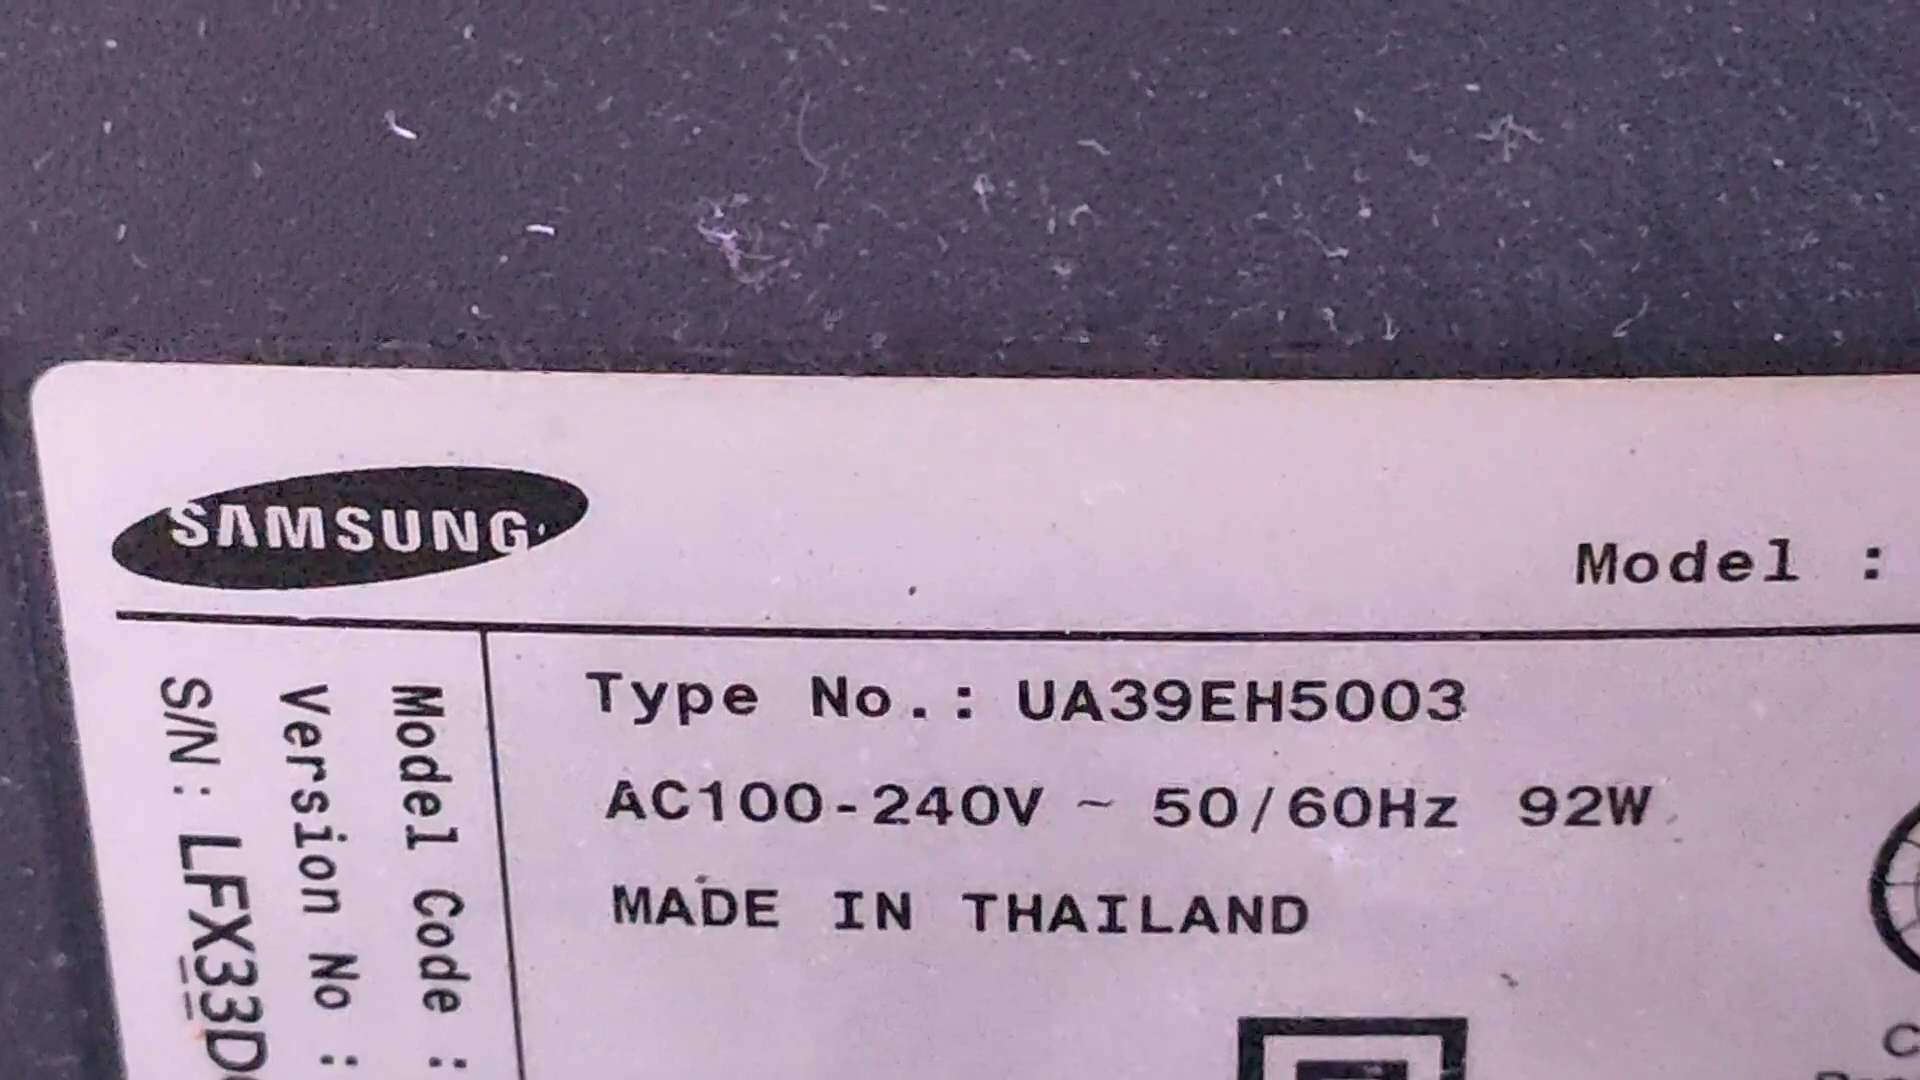 SAMSUNG
Model :
Type No.: UA39EH5003
AC100-240V ~ 50/60Hz 92W
MADE IN THAILAND
Model Code :
Version No :
S/N: LFX33D